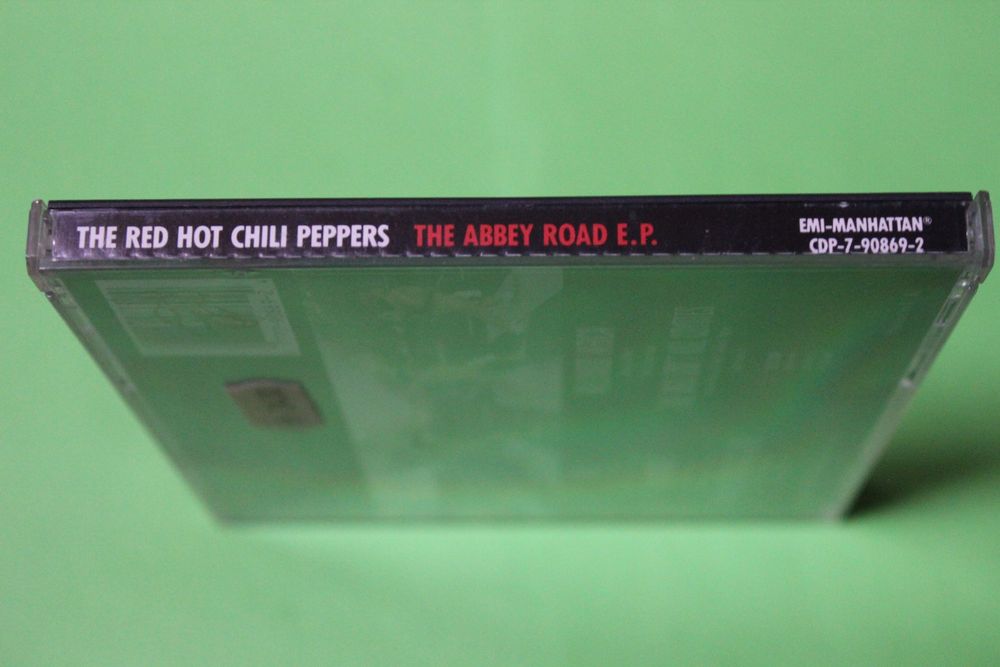 THE RED HOT CHILI PEPPERS THE ABBEY ROAD E.P.
EMI-MANHATTAN®
CDP-7-90869-2